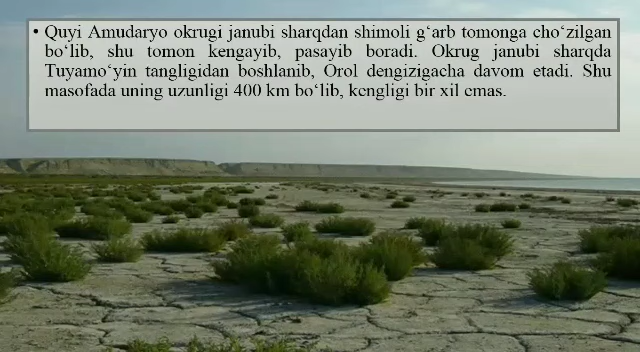 • Quyi Amudaryo okrugi janubi sharqdan shimoli g‘arb tomonga cho‘zilgan
bo‘lib, shu tomon kengayib, pasayib boradi. Okrug janubi sharqda
Tuyamo‘yin tangligidan boshlanib, Orol dengizigacha davom etadi. Shu
masofada uning uzunligi 400 km bo‘lib, kengligi bir xil emas.